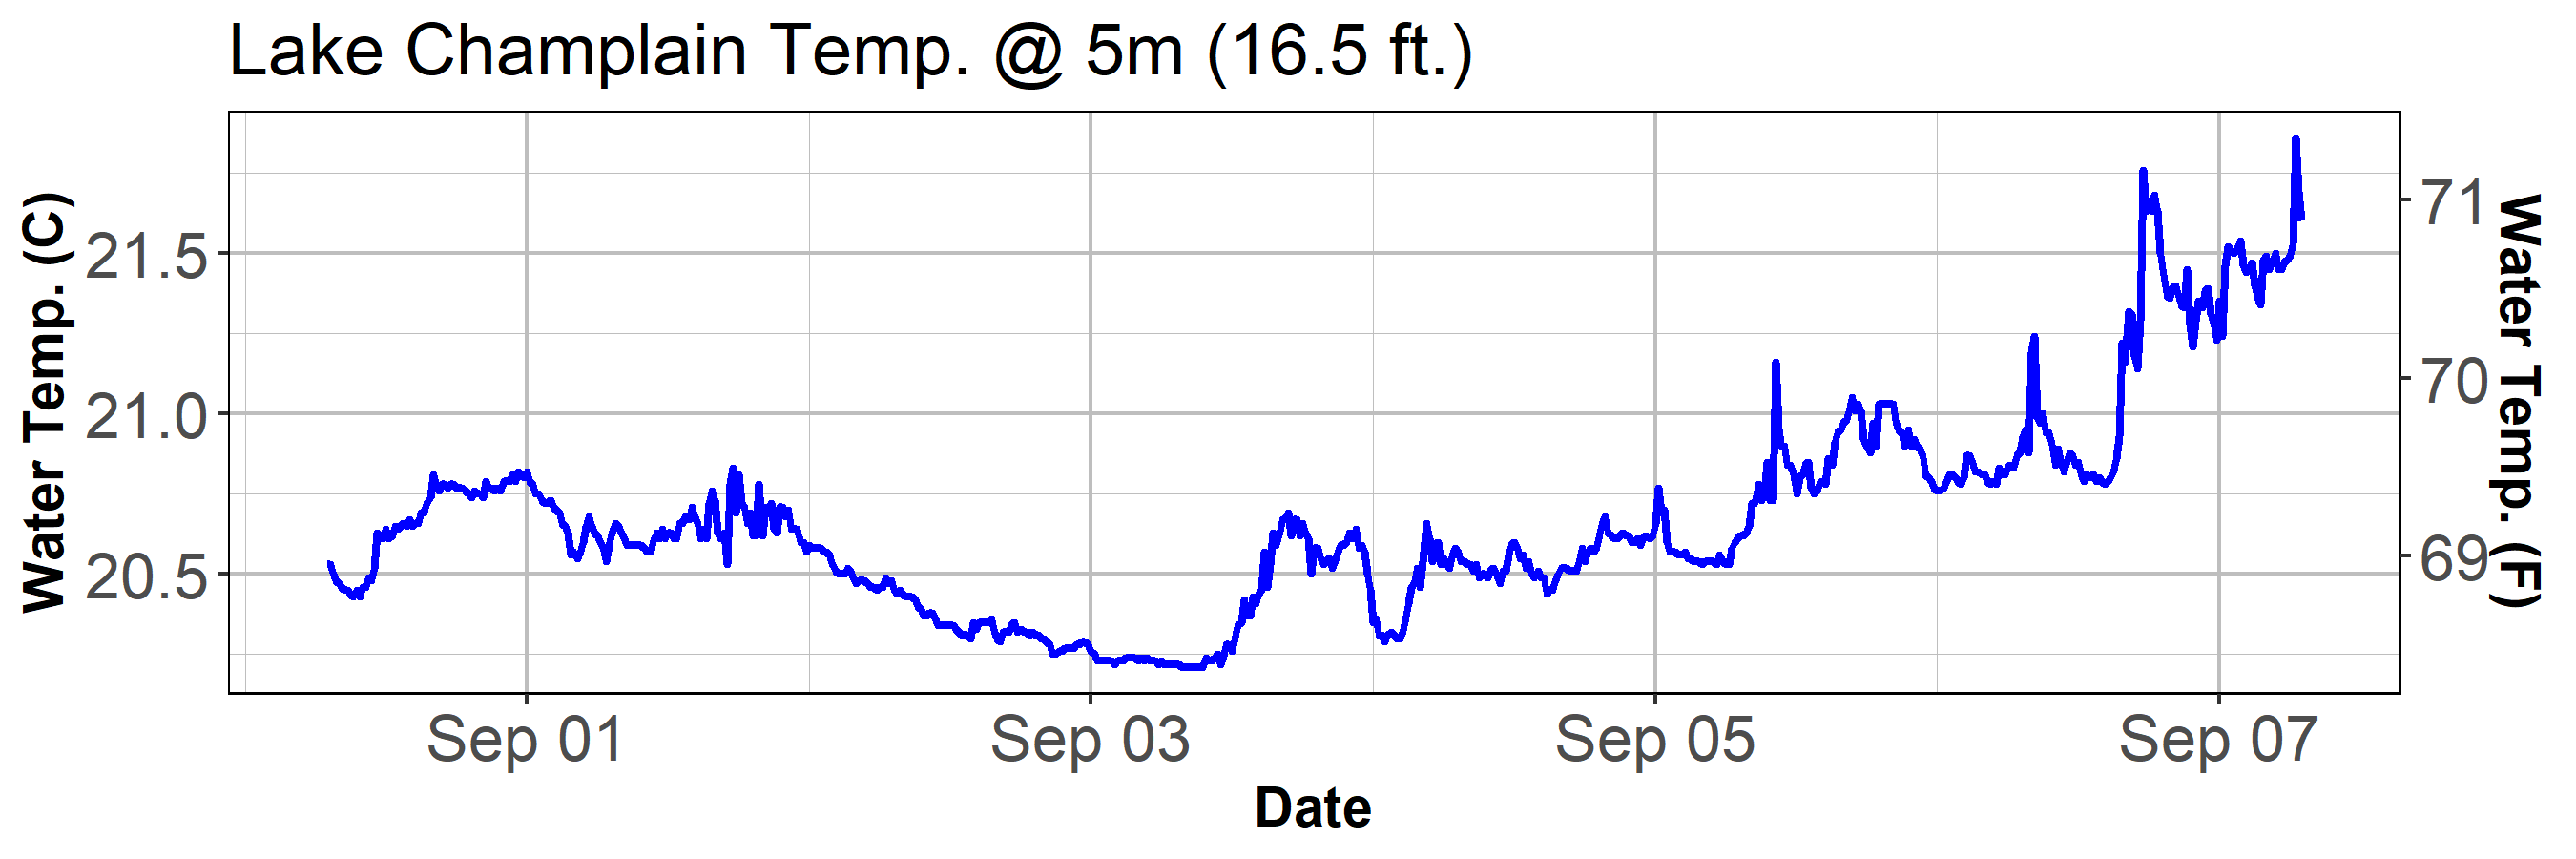 Lake Champlain Temp. @ 5m (16.5 ft.)
Water Temp. (C)
21.5
21.0
20.5
71
70
69
Water Temp. (F)
Sep 01
Sep 03
Sep 05
Sep 07
Date